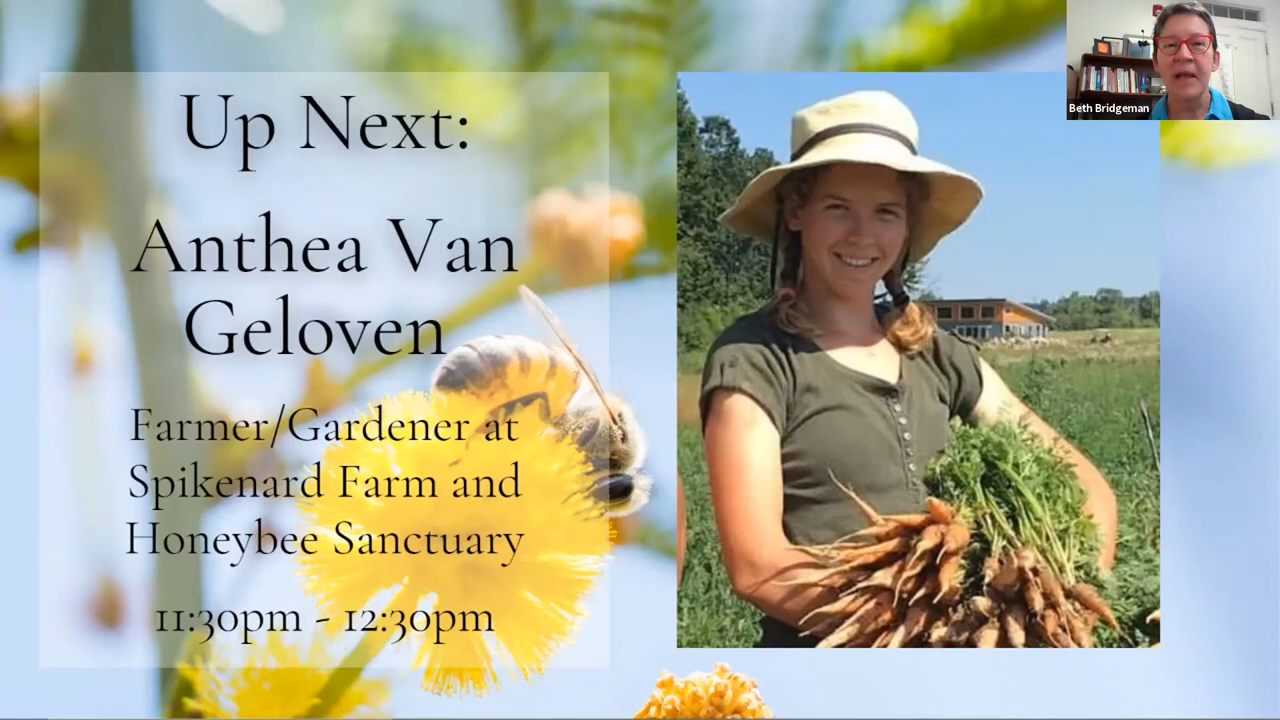 Up Next:
Anthea Van
Geloven
Farmer/Gardener at
Spikenard Farm and
Honeybee Sanctuary
11:30pm - 12:30pm
Beth Bridgeman